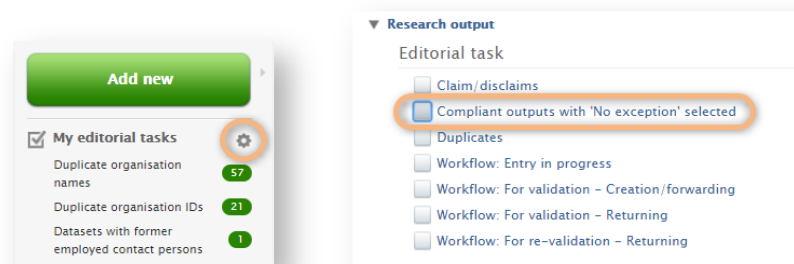 Add new
My editorial tasks
Duplicate organisation
names
57
Duplicate organisation IDs
21
Datasets with former
employed contact persons
1
Research output
Editorial task
Claim/disclaims
Compliant outputs with 'No exception' selected
Duplicates
Workflow: Entry in progress
Workflow: For validation – Creation/forwarding
Workflow: For validation – Returning
Workflow: For re-validation – Returning